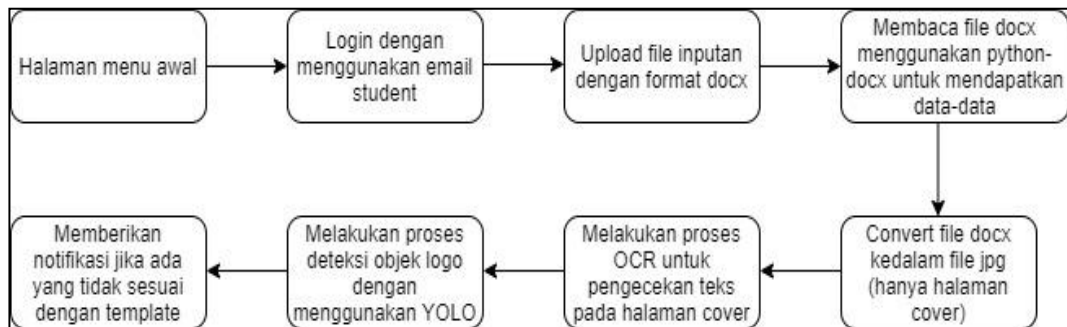 Halaman menu awal
Login dengan
menggunakan email
student
Upload file inputan
dengan format docx
Membaca file docx
menggunakan python-
docx untuk mendapatkan
data-data
Convert file docx
kedalam file jpg
(hanya halaman
cover)
Melakukan proses
OCR untuk
pengecekan teks
pada halaman cover
Melakukan proses
deteksi objek logo
dengan
menggunakan YOLO
Memberikan
notifikasi jika ada
yang tidak sesuai
dengan template